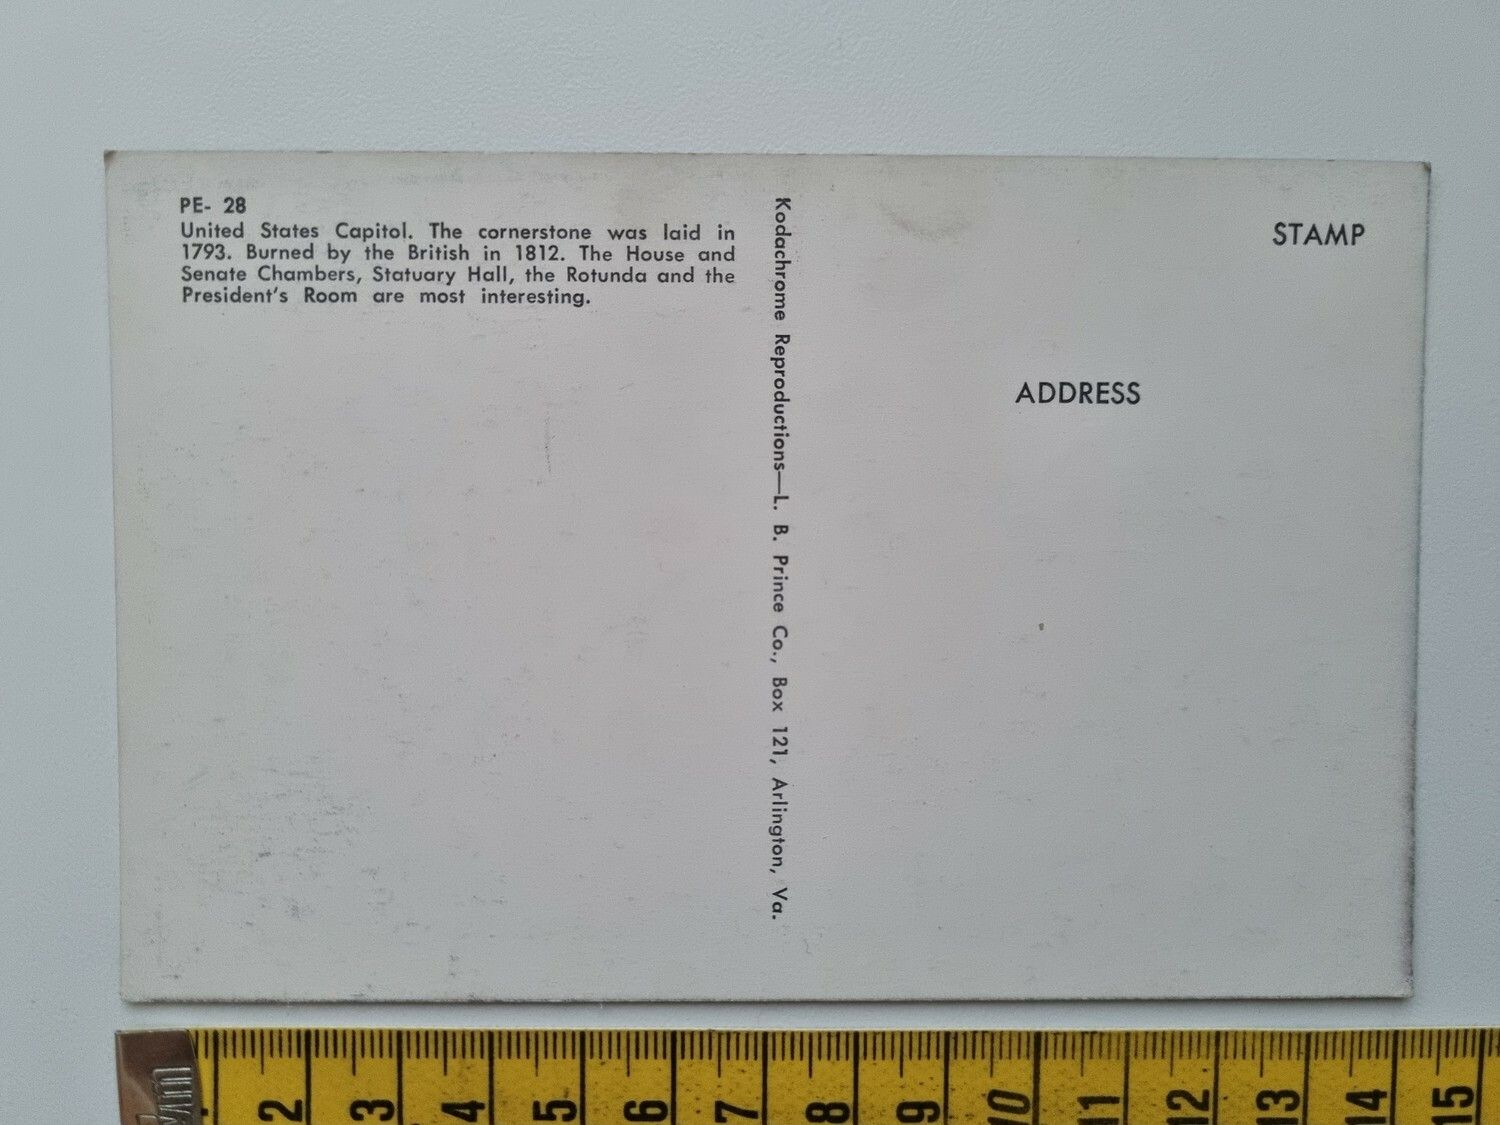 PE- 28
United States Capitol. The cornerstone was laid in
1793. Burned by the British in 1812. The House and
Senate Chambers, Statuary Hall, the Rotunda and the
President's Room are most interesting.
Kodachrome Reproductions—L. B. Prince Co., Box 121, Arlington, Va.
STAMP
ADDRESS
2 3 4 5 6 7 8 9 10 11 12 13 14 15